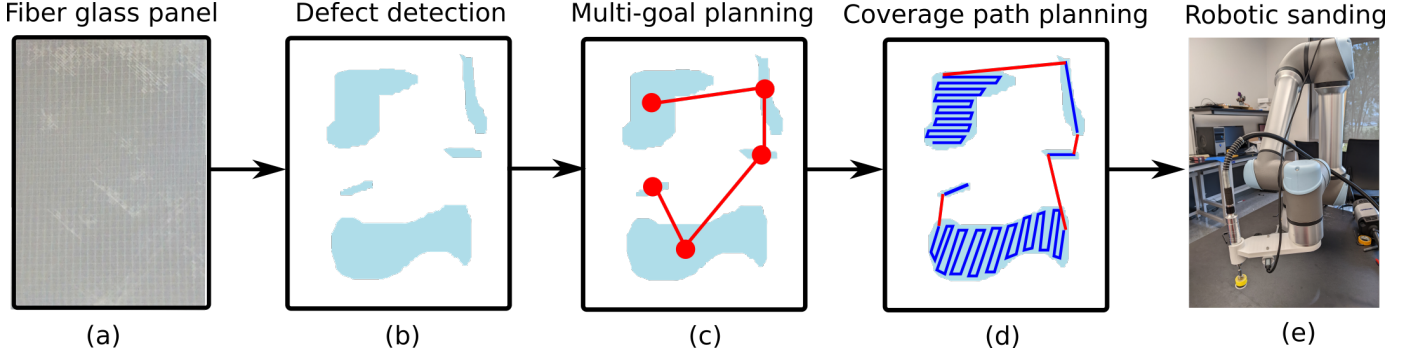 Fiber glass panel
Defect detection
Multi-goal planning
Coverage path planning
Robotic sanding
(a)
(b)
(c)
(d)
(e)